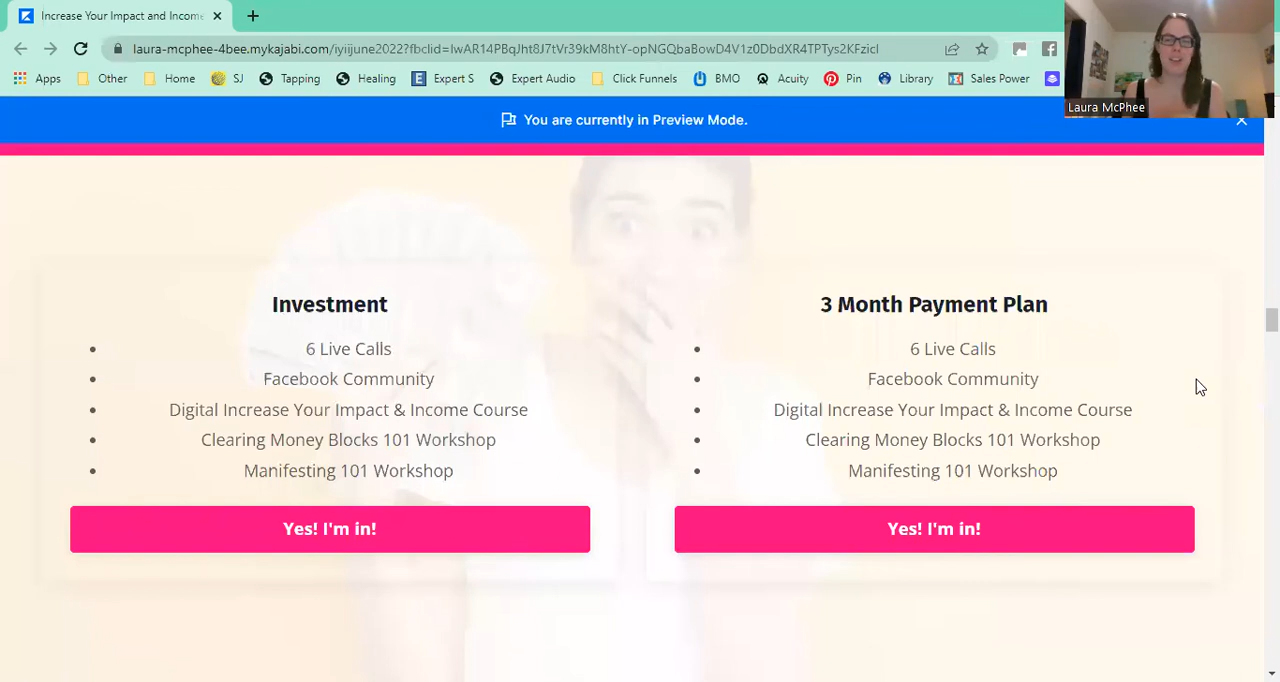 Increase Your Impact and Income
laura-mcphee-4bee.mykajabi.com/iyiijune2022?fbclid=IwAR14PBqJht8J7tVr39kM8htY-opNGQbaBowD4V1z0DbdXR4TPTys2KFzicl
Apps Other Home SJ Tapping Healing Expert S Expert Audio Click Funnels BMO Acuity Pin Library Sales Power
Laura McPhee
You are currently in Preview Mode.
Investment
6 Live Calls
Facebook Community
Digital Increase Your Impact & Income Course
Clearing Money Blocks 101 Workshop
Manifesting 101 Workshop
Yes! I'm in!
3 Month Payment Plan
6 Live Calls
Facebook Community
Digital Increase Your Impact & Income Course
Clearing Money Blocks 101 Workshop
Manifesting 101 Workshop
Yes! I'm in!